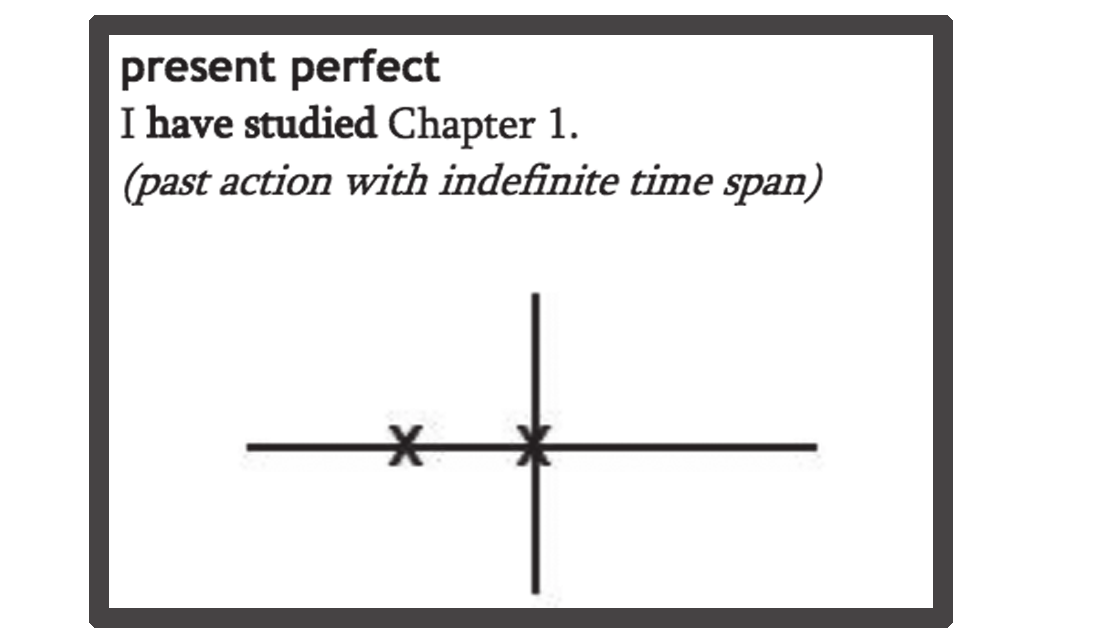 present perfect
I have studied Chapter 1.
(past action with indefinite time span)
X X